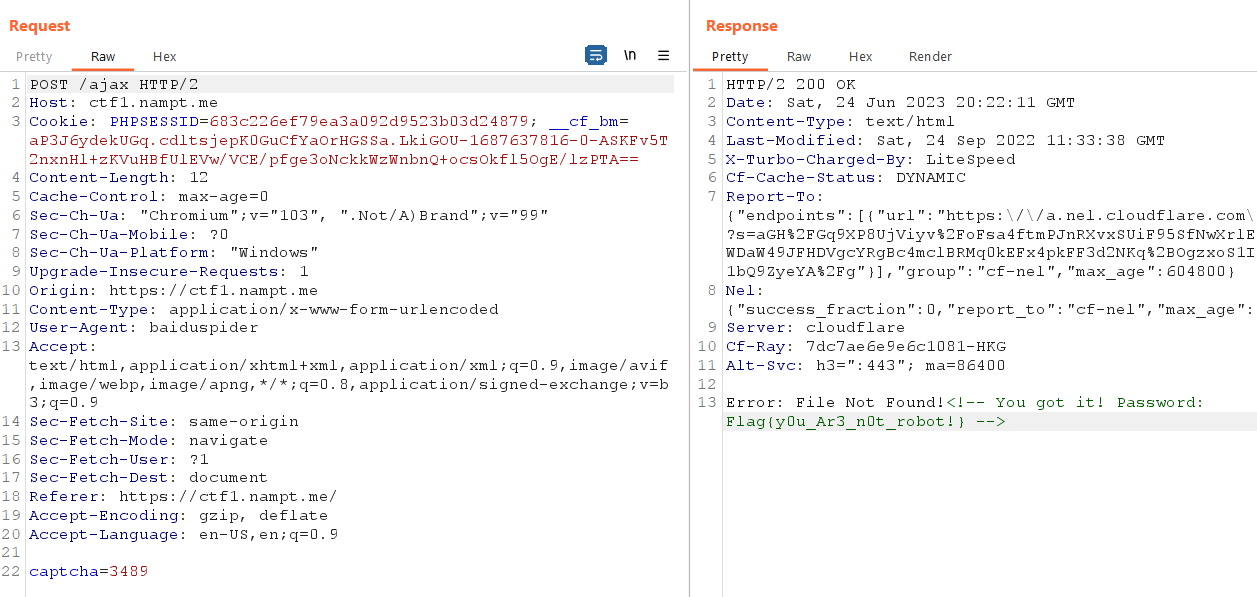 Request
Pretty Raw Hex \n
1 POST /ajax HTTP/2
2 Host: ctf1.nampt.me
3 Cookie: PHPSESSID=683c226ef79ea3a092d9523b03d24879; __cf_bm=
aP3J6ydekUGq.cdltsjepK0GuCfYaOrHGSSa.LkiGOU-1687637816-0-ASKFv5T
2nxnHl+zKVuHBfUlEVw/VCE/pfge3oNckkWzWnbnQ+ocsOkfl5OgE/lzPTA==
4 Content-Length: 12
5 Cache-Control: max-age=0
6 Sec-Ch-Ua: "Chromium";v="103", ".Not/A)Brand";v="99"
7 Sec-Ch-Ua-Mobile: ?0
8 Sec-Ch-Ua-Platform: "Windows"
9 Upgrade-Insecure-Requests: 1
10 Origin: https://ctf1.nampt.me
11 Content-Type: application/x-www-form-urlencoded
12 User-Agent: baiduspider
13 Accept:
text/html,application/xhtml+xml,application/xml;q=0.9,image/avif
,image/webp,image/apng,*/*;q=0.8,application/signed-exchange;v=b
3;q=0.9
14 Sec-Fetch-Site: same-origin
15 Sec-Fetch-Mode: navigate
16 Sec-Fetch-User: ?1
17 Sec-Fetch-Dest: document
18 Referer: https://ctf1.nampt.me/
19 Accept-Encoding: gzip, deflate
20 Accept-Language: en-US,en;q=0.9
21
22 captcha=3489
Response
Pretty Raw Hex Render
1 HTTP/2 200 OK
2 Date: Sat, 24 Jun 2023 20:22:11 GMT
3 Content-Type: text/html
4 Last-Modified: Sat, 24 Sep 2022 11:33:38 GMT
5 X-Turbo-Charged-By: LiteSpeed
6 Cf-Cache-Status: DYNAMIC
7 Report-To:
{"endpoints":[{"url":"https:\/\/a.nel.cloudflare.com\
?s=aGH%2FGq9XP8UjViyv%2FoFsa4ftmPJnRXvxSUiF95SfNwXrlE
WDaW49JFHDVgcYRgBc4mclBRMq0kEFx4pkFF3d2NKq%2BOgzxoS1I
1bQ9ZyeYA%2Fg"}],"group":"cf-nel","max_age":604800}
8 Nel:
{"success_fraction":0,"report_to":"cf-nel","max_age":
9 Server: cloudflare
10 Cf-Ray: 7dc7ae6e9e6c1081-HKG
11 Alt-Svc: h3=":443"; ma=86400
12
13 Error: File Not Found!<!-- You got it! Password:
Flag{y0u_Ar3_n0t_robot!} -->